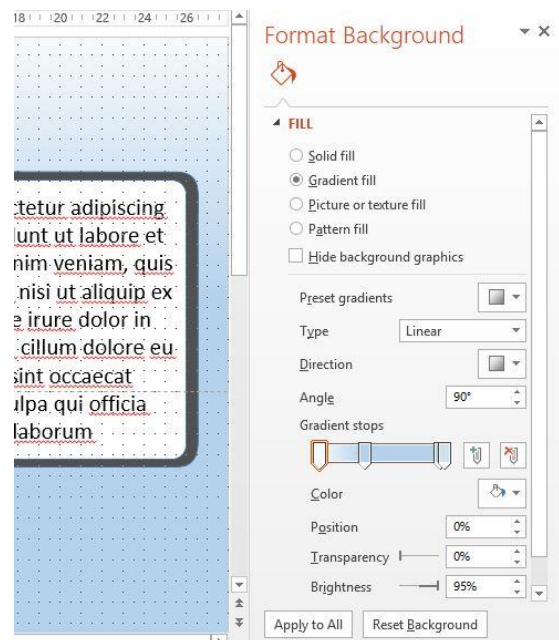 18 20 22 24 26
ctetur adipiscing
lunt ut labore et
nim veniam, quis
nisi ut aliquip ex
e irure dolor in
cillum dolore eu
sint occaecat
ulpa qui officia
laborum
Format Background
FILL
Solid fill
Gradient fill
Picture or texture fill
Pattern fill
Hide background graphics
Preset gradients
Type Linear
Direction
Angle 90°
Gradient stops
Color
Position 0%
Transparency 0%
Brightness 95%
Apply to All Reset Background